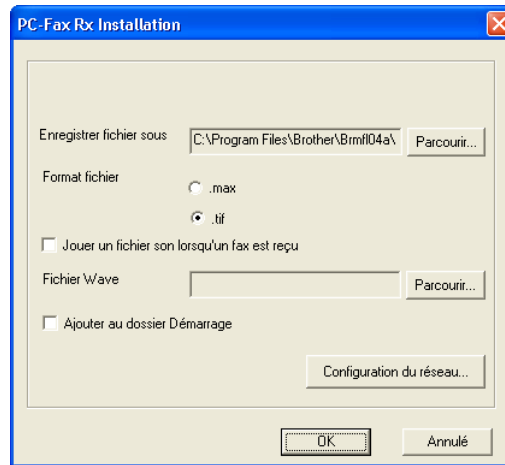 PC-Fax Rx Installation
Enregistrer fichier sous C:\Program Files\Brother\Brmfl04a\ Parcourir...
Format fichier .max
.tif
Jouer un fichier son lorsqu'un fax est reçu
Fichier Wave Parcourir...
Ajouter au dossier Démarrage
Configuration du réseau...
OK Annulé